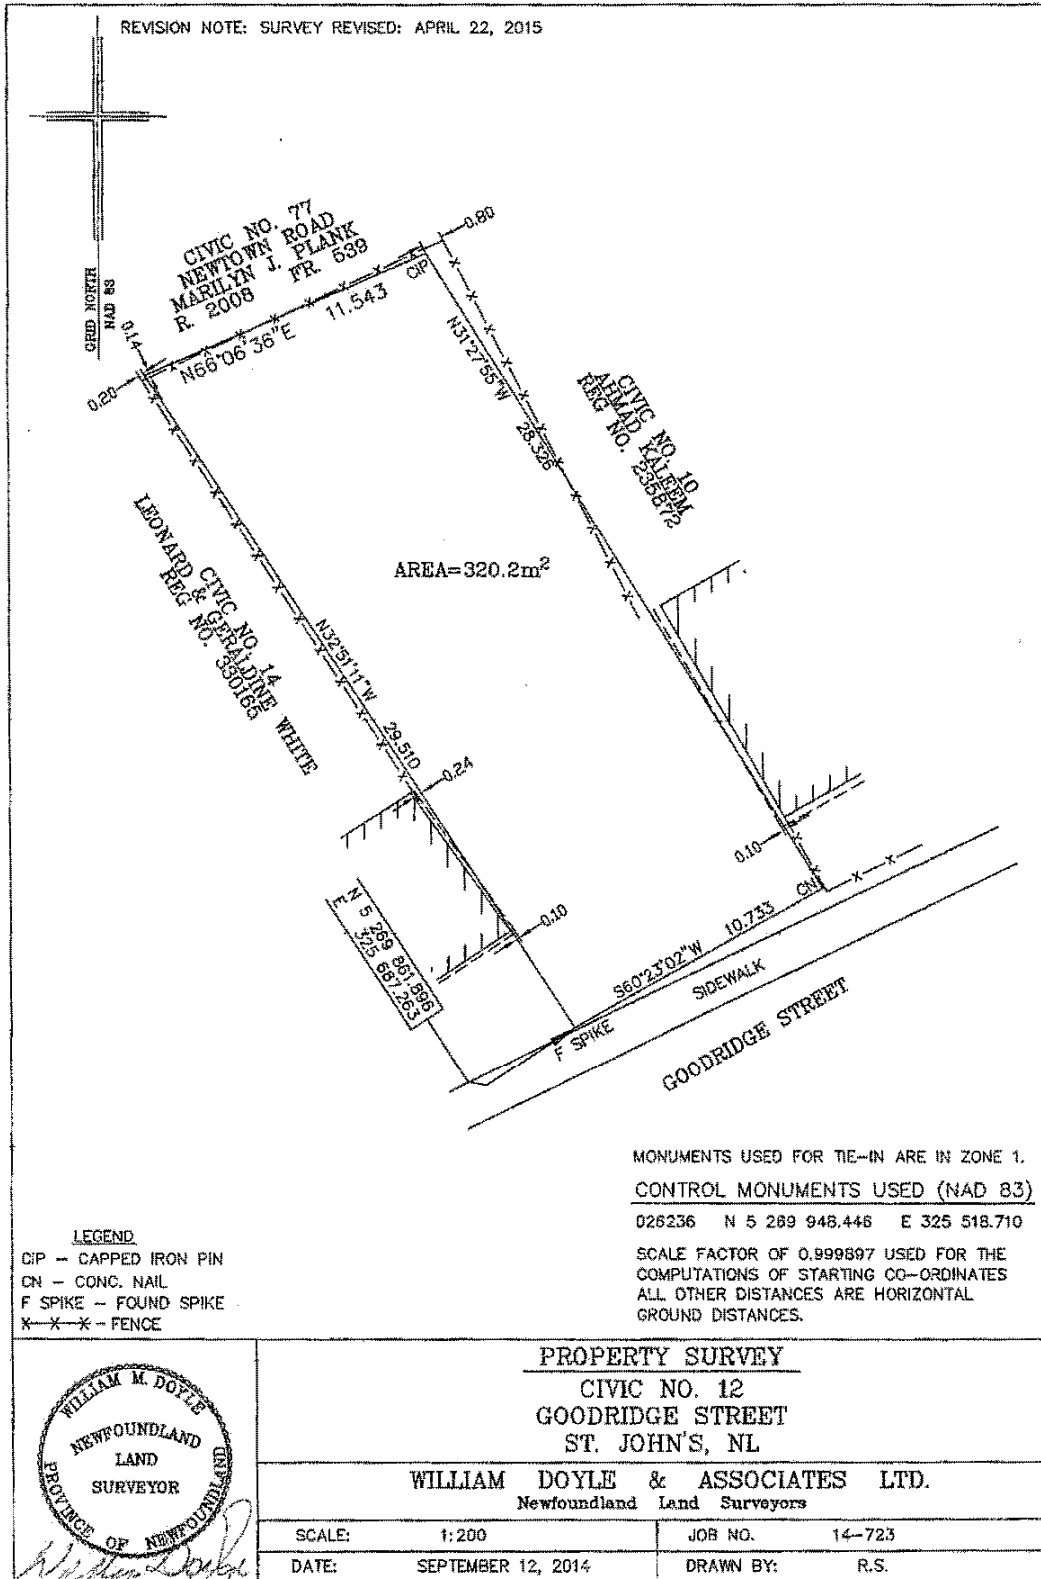 REVISION NOTE: SURVEY REVISED: APRIL 22, 2015
GRID NORTH
NAD 83
CIVIC NO. 77
NEWTOWN ROAD
MARILYN J. PLANK
R. 2008 FR. 539
0.80
CIP
0.14
0.20
N66°06'36"E 11.543
N31°27'55"W 28.326
CIVIC NO. 10
AHMAD KALEEM
REG NO. 235872
AREA=320.2m²
CIVIC NO. 14
LEONARD & GERALDINE WHITE
REG NO. 330165
N32°51'11"W 29.510
0.24
0.10
0.10
CN
N 5 269 861.896
E 325 687.263
S60°23'02"W 10.733
SIDEWALK
F SPIKE
GOODRIDGE STREET
MONUMENTS USED FOR TIE-IN ARE IN ZONE 1.
CONTROL MONUMENTS USED (NAD 83)
026236 N 5 269 948.446 E 325 518.710
SCALE FACTOR OF 0.999897 USED FOR THE
COMPUTATIONS OF STARTING CO-ORDINATES
ALL OTHER DISTANCES ARE HORIZONTAL
GROUND DISTANCES.
LEGEND
CIP - CAPPED IRON PIN
CN - CONC. NAIL
F SPIKE - FOUND SPIKE
X-X-X - FENCE
WILLIAM M. DOYLE
NEWFOUNDLAND
LAND
SURVEYOR
PROVINCE OF NEWFOUNDLAND
PROPERTY SURVEY
CIVIC NO. 12
GOODRIDGE STREET
ST. JOHN'S, NL
WILLIAM DOYLE & ASSOCIATES LTD.
Newfoundland Land Surveyors
SCALE: 1:200
JOB NO. 14-723
DATE: SEPTEMBER 12, 2014
DRAWN BY: R.S.